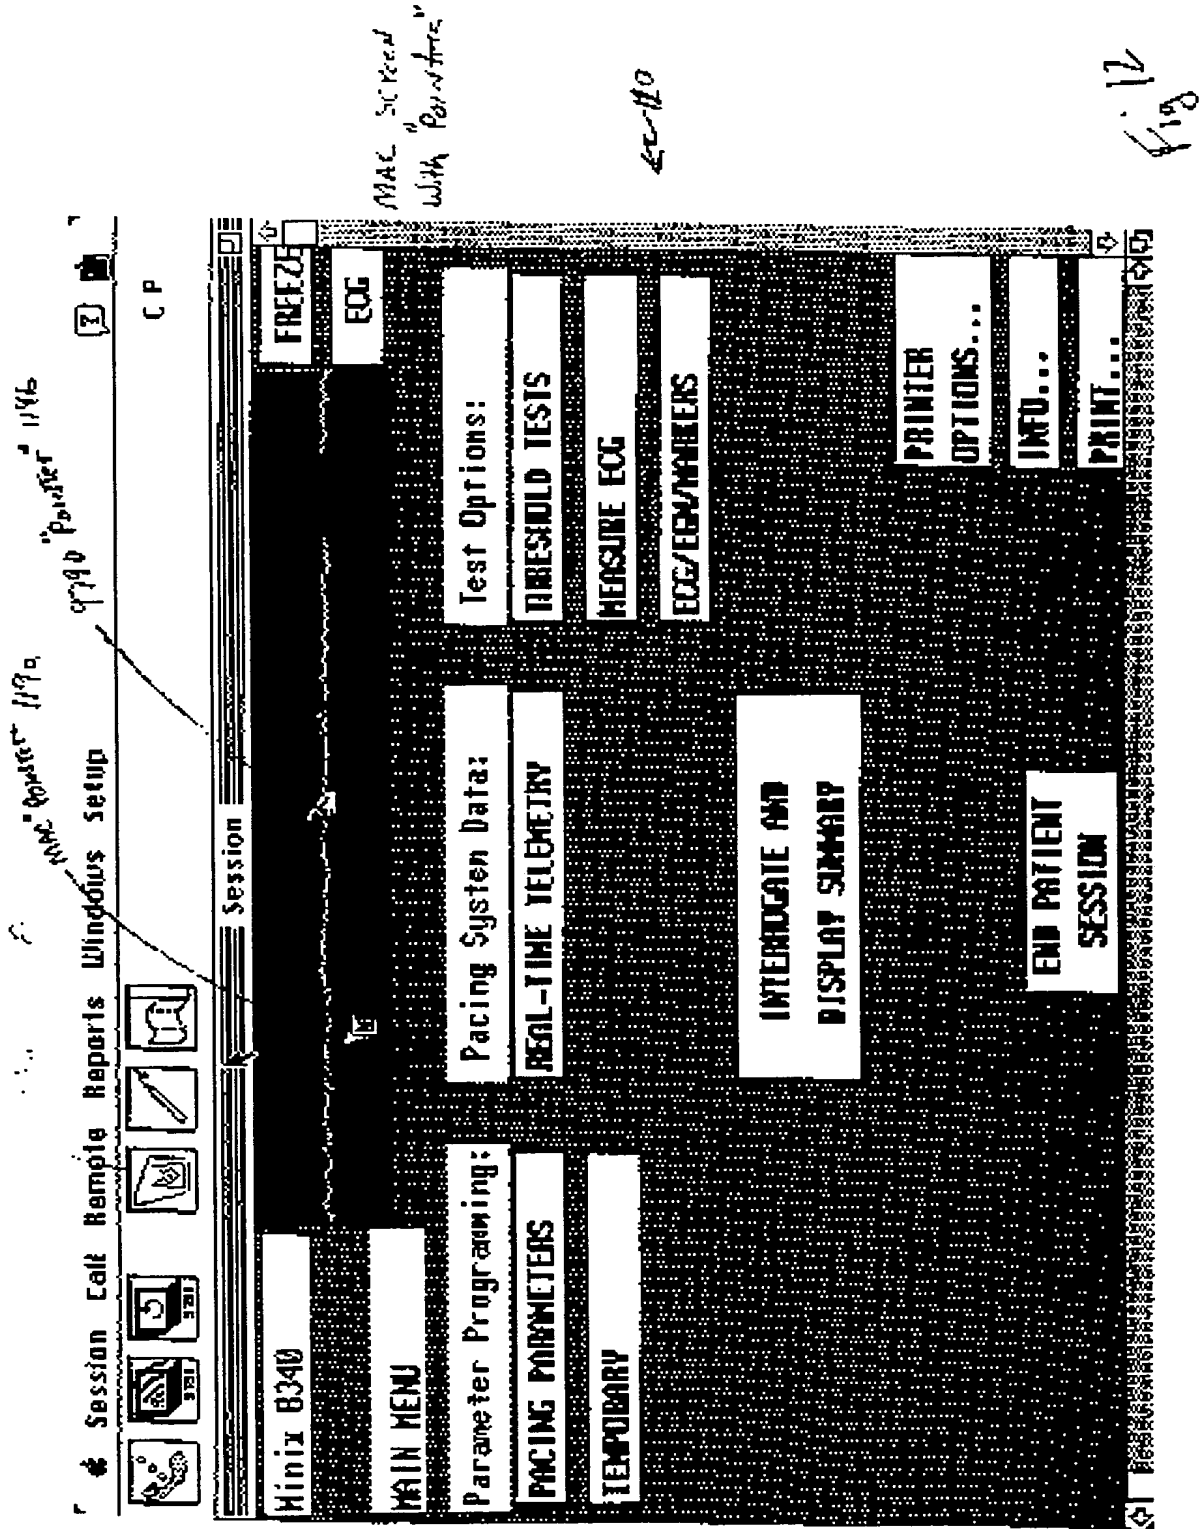 MAC "Pointer" 1190
9790 "Pointer" 1196
Session Call Remote Reports Windows Setup
C P
Session
Minix 8340
FREEZE
MAIN MENU
ECG
Parameter Programming:
Pacing System Data:
Test Options:
PACING PARAMETERS
REAL-TIME TELEMETRY
THRESHOLD TESTS
TEMPORARY
MEASURE ECG
ECG/EGM/MARKERS
INTERROGATE AND
DISPLAY SUMMARY
PRINTER
OPTIONS...
INFO...
END PATIENT
SESSION
PRINT...
MAC Screen
With "Pointers"
Fig 12